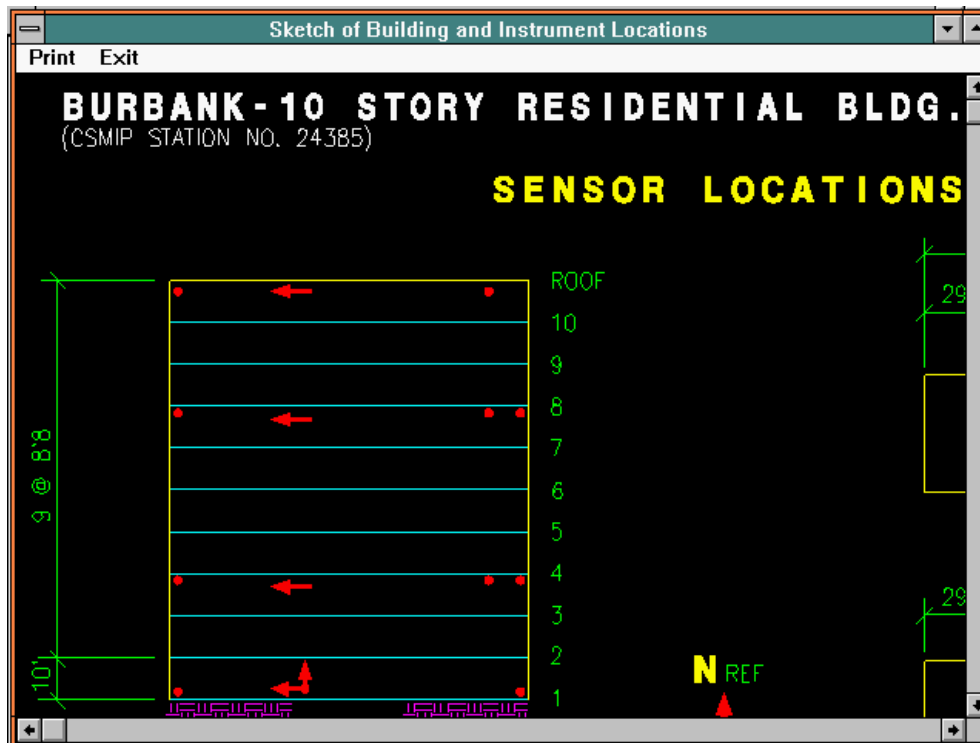 Sketch of Building and Instrument Locations
Print Exit
BURBANK-10 STORY RESIDENTIAL BLDG.
(CSMIP STATION NO. 24385)
SENSOR LOCATIONS
ROOF
10
9
8
7
6
5
4
3
2
1
9 @ 8'8
10'
29
29
N REF